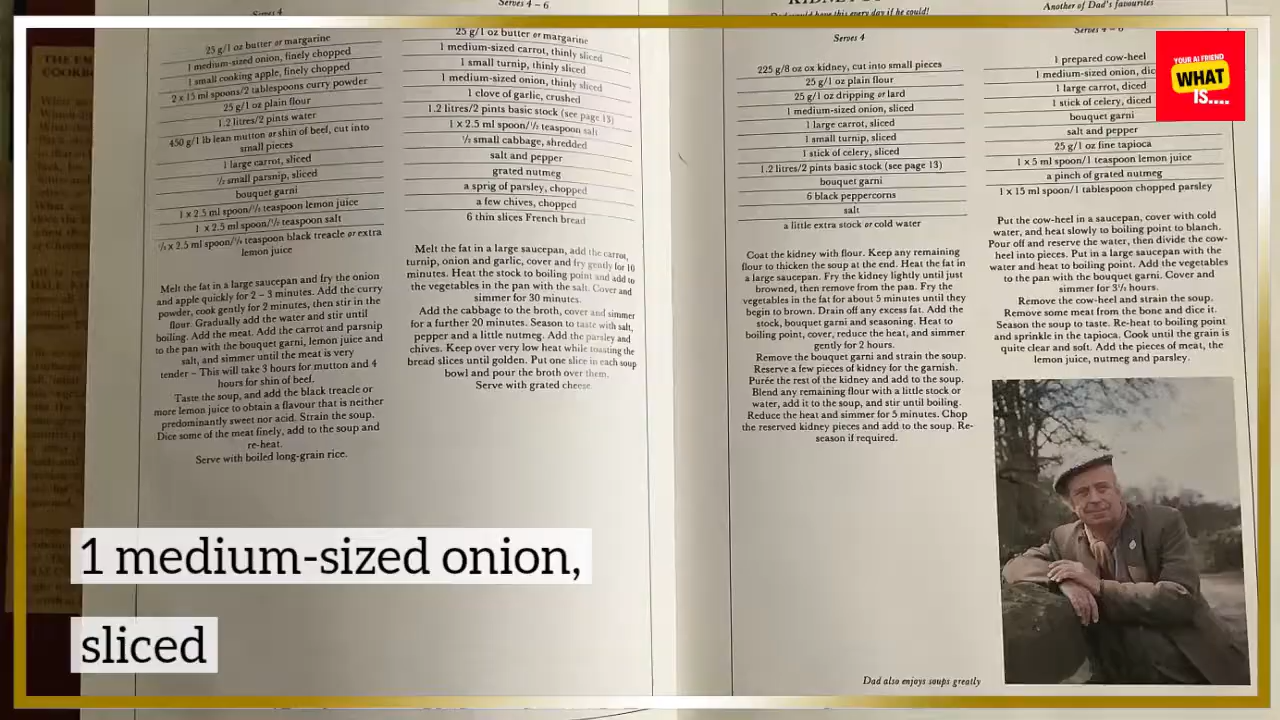 Serves 4
25 g/1 oz butter or margarine
1 medium-sized onion, finely chopped
1 small cooking apple, finely chopped
2 x 15 ml spoons/2 tablespoons curry powder
25 g/1 oz plain flour
1.2 litres/2 pints water
450 g/1 lb lean mutton or shin of beef, cut into
small pieces
1 large carrot, sliced
½ small parsnip, sliced
bouquet garni
1 x 2.5 ml spoon/½ teaspoon lemon juice
1 x 2.5 ml spoon/½ teaspoon salt
teaspoon black treacle or extra
lemon juice
Melt the fat in a large saucepan and fry the onion
and apple quickly for 2 – 3 minutes. Add the curry
powder, cook gently for 2 minutes, then stir in the
flour. Gradually add the water and stir until
boiling. Add the meat. Add the carrot and parsnip
to the pan with the bouquet garni, lemon juice and
salt, and simmer until the meat is very
tender – This will take 3 hours for mutton and 4
hours for shin of beef.
Taste the soup, and add the black treacle or
more lemon juice to obtain a flavour that is neither
predominantly sweet nor acid. Strain the soup.
Dice some of the meat finely, add to the soup and
re-heat.
Serve with boiled long-grain rice.
Serves 4 – 6
25 g/1 oz butter or margarine
1 medium-sized carrot, thinly sliced
1 small turnip, thinly sliced
1 medium-sized onion, thinly sliced
1 clove of garlic, crushed
1.2 litres/2 pints basic stock (see page 13)
1 x 2.5 ml spoon/½ teaspoon salt
⅓ small cabbage, shredded
salt and pepper
grated nutmeg
a sprig of parsley, chopped
a few chives, chopped
6 thin slices French bread
Melt the fat in a large saucepan, add the carrot,
turnip, onion and garlic, cover and fry gently for 10
minutes. Heat the stock to boiling point and add to
the vegetables in the pan with the salt. Cover and
simmer for 30 minutes.
Add the cabbage to the broth, cover and simmer
for a further 20 minutes. Season to taste with salt,
pepper and a little nutmeg. Add the parsley and
chives. Keep over very low heat while toasting the
bread slices until golden. Put one slice in each soup
bowl and pour the broth over them.
Serve with grated cheese.
Dad would have this every day if he could!
Serves 4
225 g/8 oz ox kidney, cut into small pieces
25 g/1 oz plain flour
25 g/1 oz dripping or lard
1 medium-sized onion, sliced
1 large carrot, sliced
1 small turnip, sliced
1 stick of celery, sliced
1.2 litres/2 pints basic stock (see page 13)
bouquet garni
6 black peppercorns
salt
a little extra stock or cold water
Coat the kidney with flour. Keep any remaining
flour to thicken the soup at the end. Heat the fat in
a large saucepan. Fry the kidney lightly until just
browned, then remove from the pan. Fry the
vegetables in the fat for about 5 minutes until they
begin to brown. Drain off any excess fat. Add the
stock, bouquet garni and seasoning. Heat to
boiling point, cover, reduce the heat, and simmer
gently for 2 hours.
Remove the bouquet garni and strain the soup.
Reserve a few pieces of kidney for the garnish.
Purée the rest of the kidney and add to the soup.
Blend any remaining flour with a little stock or
water, add it to the soup, and stir until boiling.
Reduce the heat and simmer for 5 minutes. Chop
the reserved kidney pieces and add to the soup. Re-
season if required.
Another of Dad's favourites
Serves 4 – 6
1 prepared cow-heel
1 medium-sized onion, dic
1 large carrot, diced
1 stick of celery, diced
bouquet garni
salt and pepper
25 g/1 oz fine tapioca
1 x 5 ml spoon/1 teaspoon lemon juice
a pinch of grated nutmeg
1 x 15 ml spoon/1 tablespoon chopped parsley
Put the cow-heel in a saucepan, cover with cold
water, and heat slowly to boiling point to blanch.
Pour off and reserve the water, then divide the cow-
heel into pieces. Put in a large saucepan with the
water and heat to boiling point. Add the vegetables
to the pan with the bouquet garni. Cover and
simmer for 3½ hours.
Remove the cow-heel and strain the soup.
Remove some meat from the bone and dice it.
Season the soup to taste. Re-heat to boiling point
and sprinkle in the tapioca. Cook until the grain is
quite clear and soft. Add the pieces of meat, the
lemon juice, nutmeg and parsley.
Dad also enjoys soups greatly
YOUR AI FRIEND
WHAT
IS....
1 medium-sized onion,
sliced